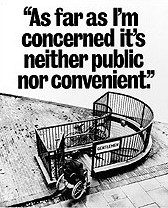 "As far as I'm
concerned it's
neither public
nor convenient."
GENTLEMEN